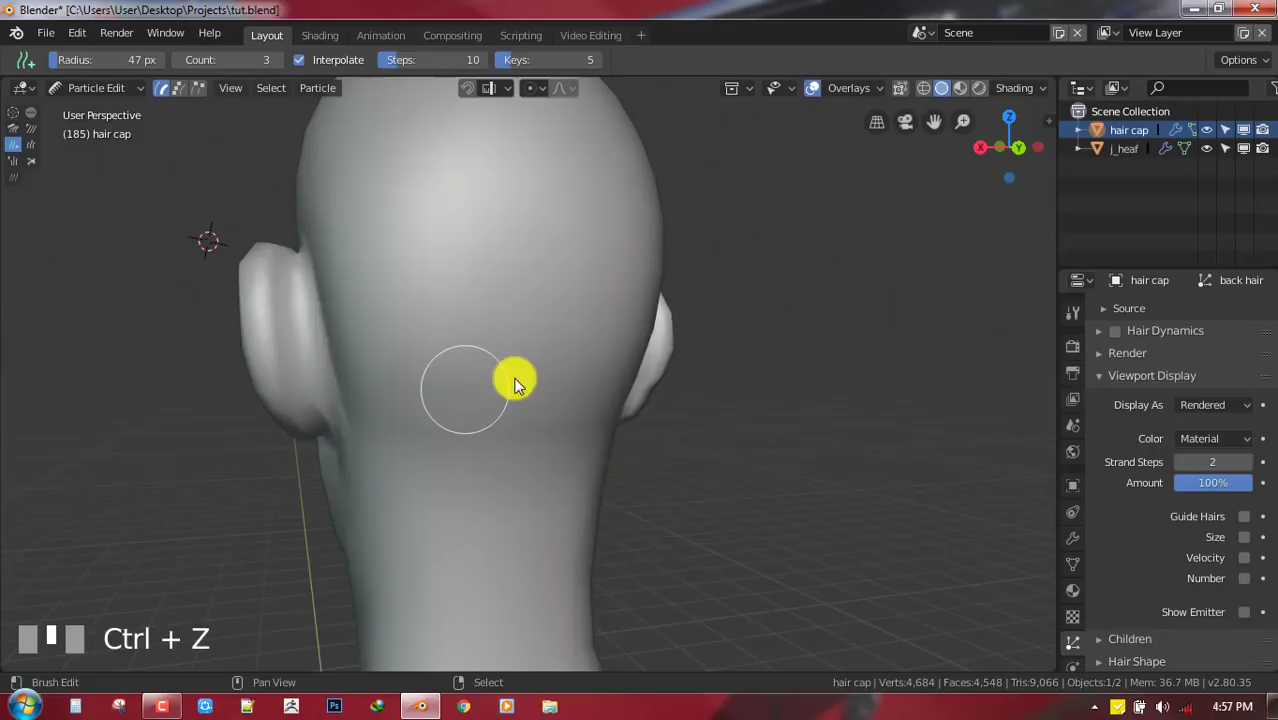 Blender* [C:\Users\User\Desktop\Projects\tut.blend]
File Edit Render Window Help Layout Shading Animation Compositing Scripting Video Editing + Scene View Layer
Radius: 47 px Count: 3 Interpolate Steps: 10 Keys: 5 Options
Particle Edit View Select Particle Overlays Shading
User Perspective
(185) hair cap
Z
X
Y
Scene Collection
hair cap
j_heaf
hair cap back hair
Source
Hair Dynamics
Render
Viewport Display
Display As Rendered
Color Material
Strand Steps 2
Amount 100%
Guide Hairs
Size
Velocity
Number
Show Emitter
Children
Hair Shape
Ctrl + Z
Brush Edit Pan View Select hair cap | Verts:4,684 | Faces:4,548 | Tris:9,066 | Objects:1/2 | Mem: 36.7 MB | v2.80.35
Ps
4:57 PM